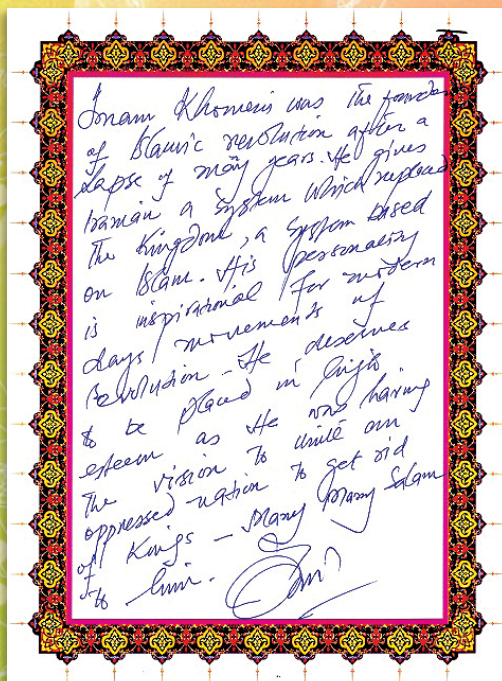 Imam Khomeini was the founder
of Islamic revolution after a
lapse of many years. He gives
Iranian a System which replaced
The Kingdom, a System based
on Islam. His personality
is inspirational for modern
days movements of
Revolution - He deserves
to be placed in high
esteem as He was having
The vision To unite an
oppressed nation to get rid
of Kings - Many Many Salam
to him.